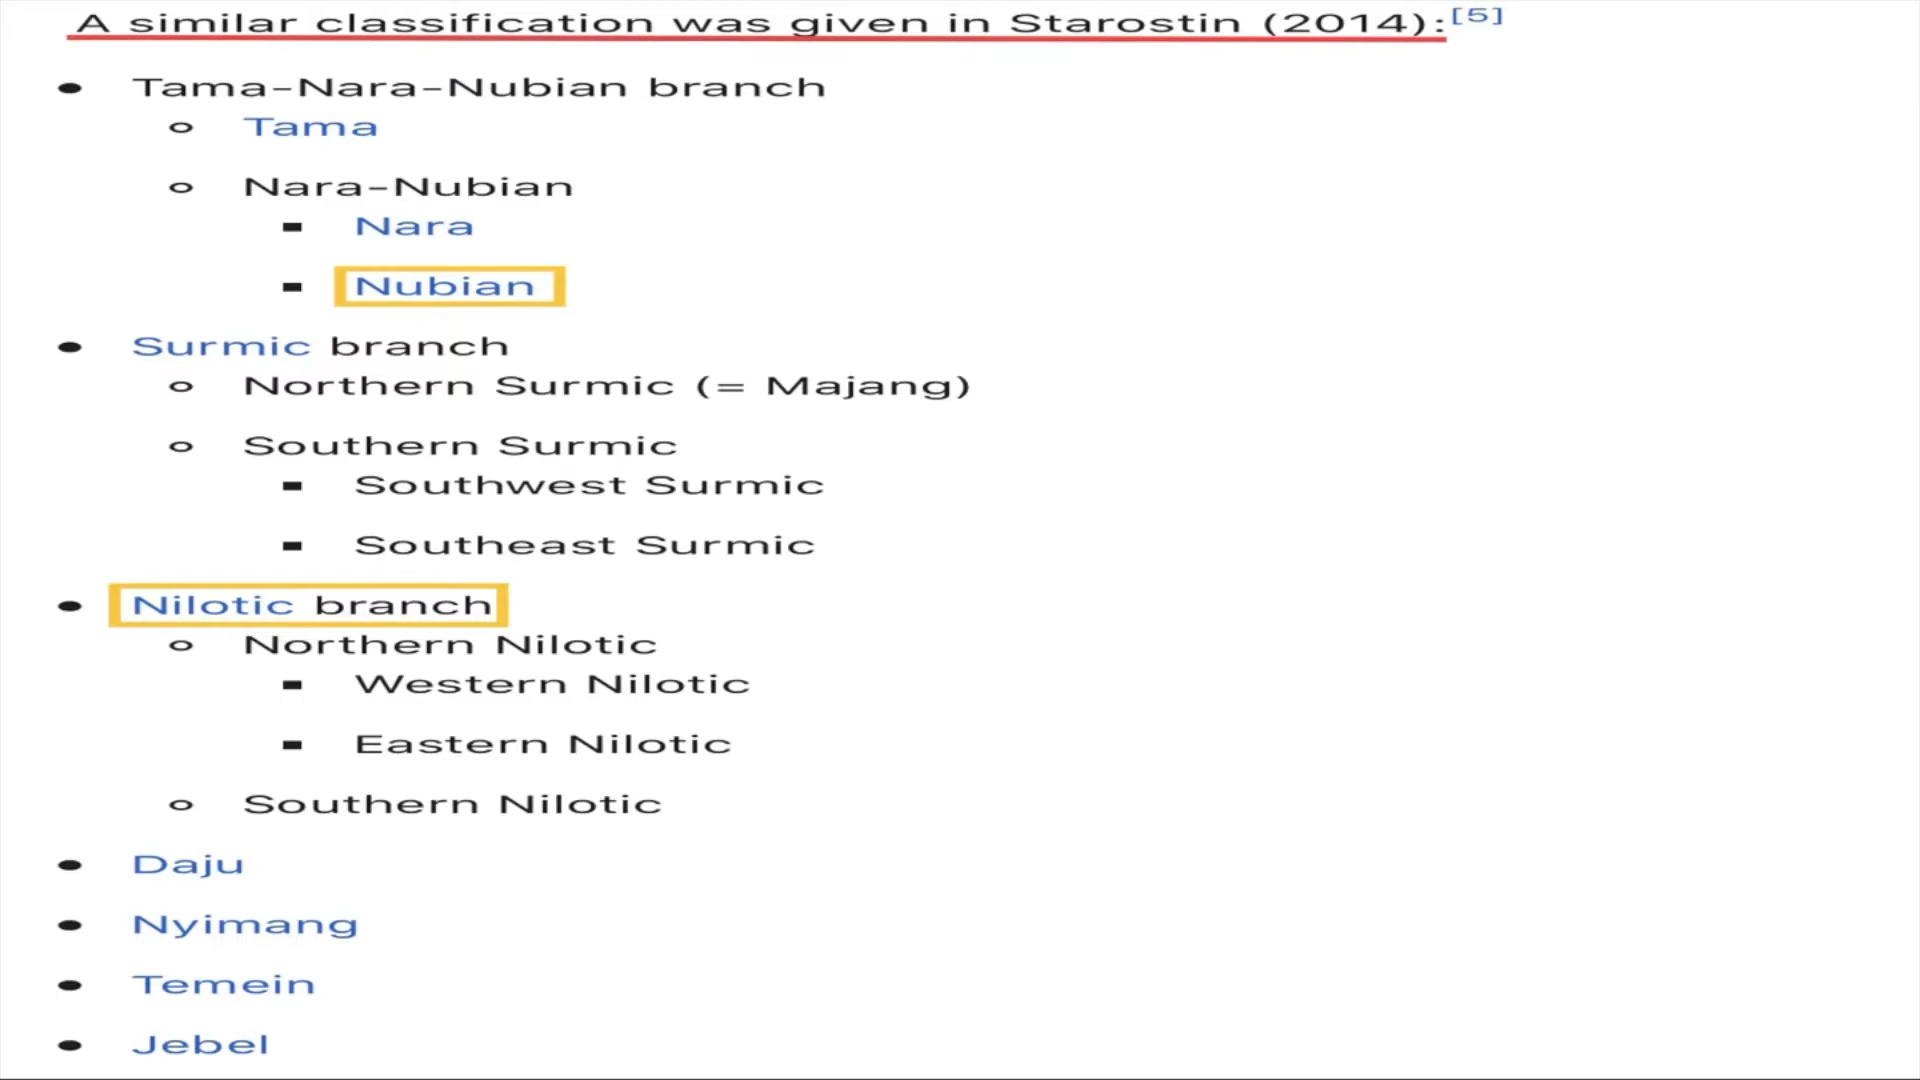 A similar classification was given in Starostin (2014):[5]
Tama-Nara-Nubian branch
Tama
Nara-Nubian
Nara
Nubian
Surmic branch
Northern Surmic (= Majang)
Southern Surmic
Southwest Surmic
Southeast Surmic
Nilotic branch
Northern Nilotic
Western Nilotic
Eastern Nilotic
Southern Nilotic
Daju
Nyimang
Temein
Jebel